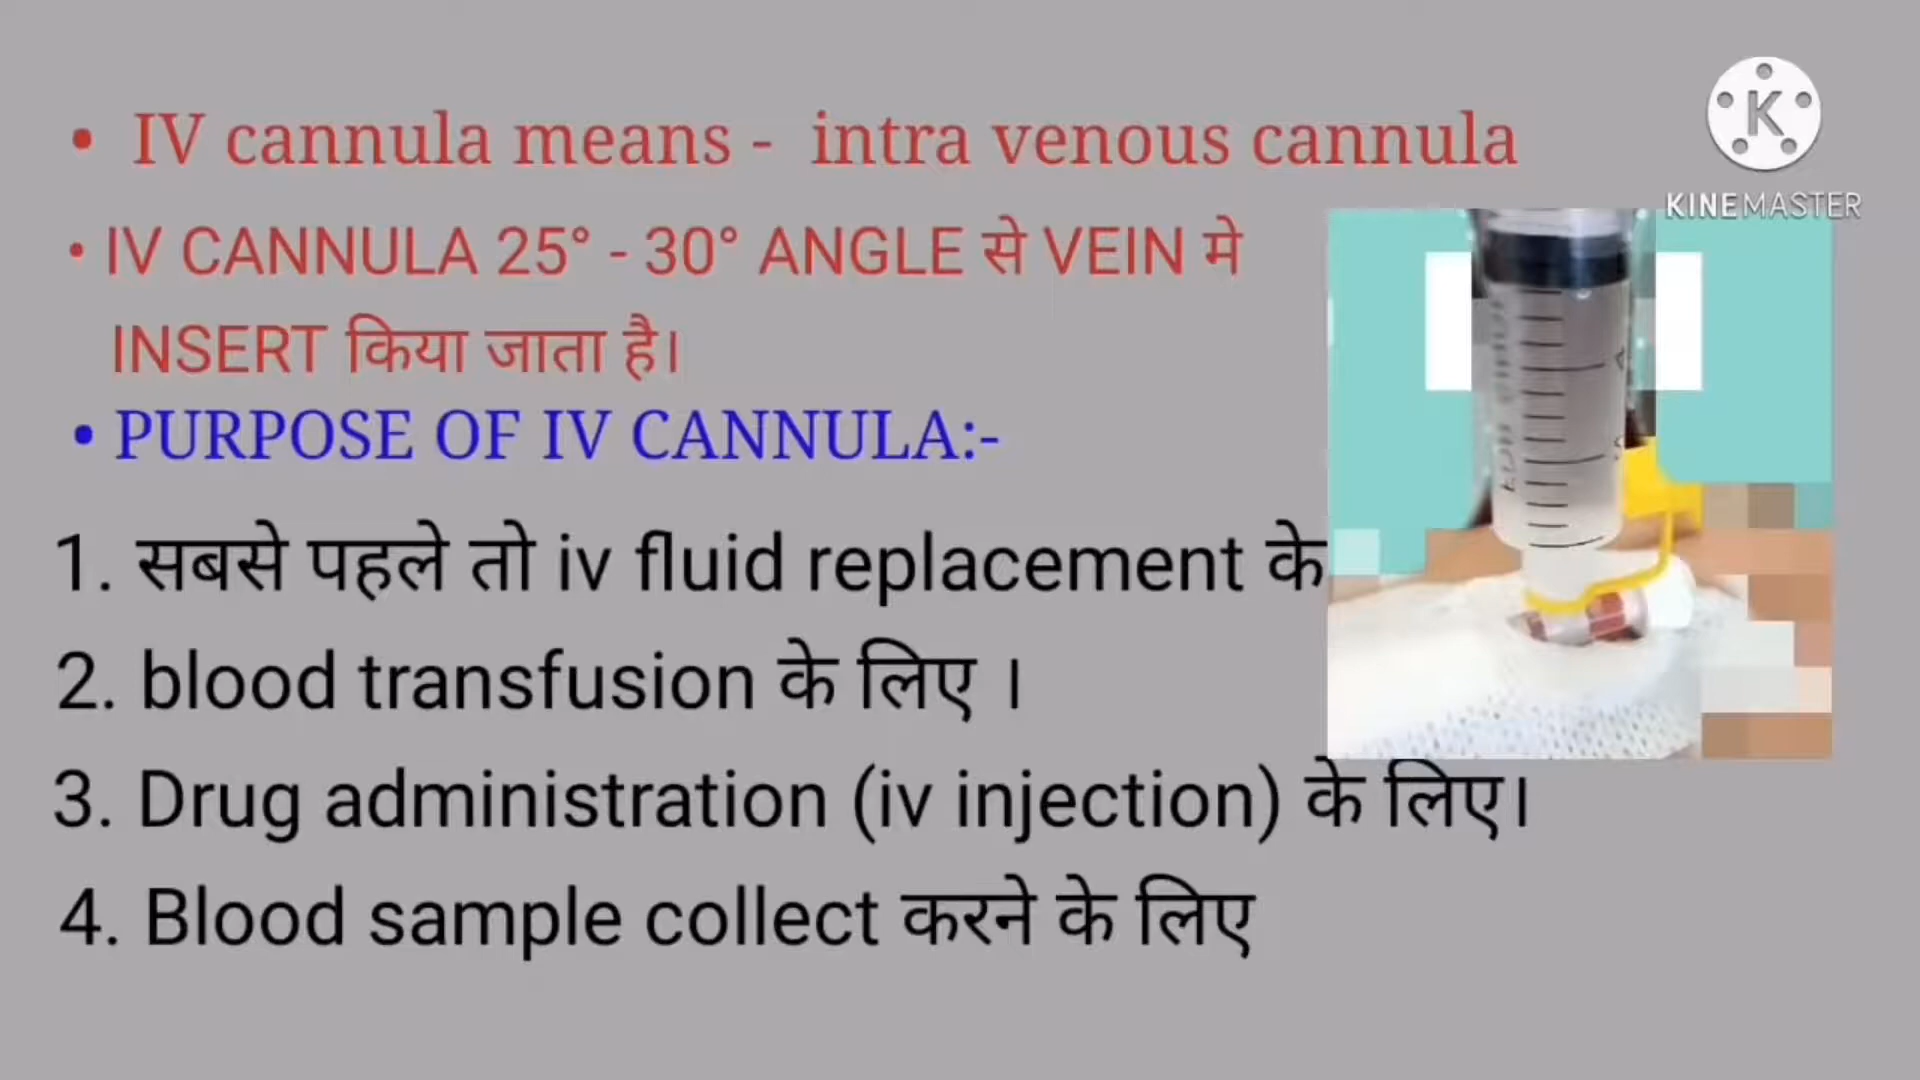 • IV cannula means - intra venous cannula
K
KINEMASTER
• IV CANNULA 25° - 30° ANGLE से VEIN मे
INSERT किया जाता है।
• PURPOSE OF IV CANNULA:-
1. सबसे पहले तो iv fluid replacement के
2. blood transfusion के लिए ।
3. Drug administration (iv injection) के लिए।
4. Blood sample collect करने के लिए